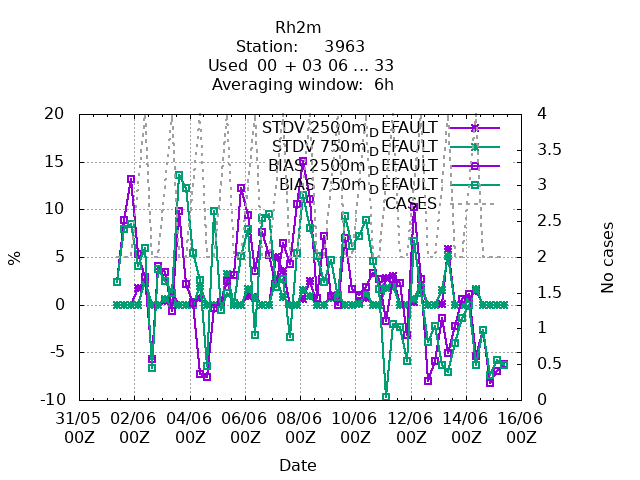 Rh2m
Station: 3963
Used 00 + 03 06 ... 33
Averaging window: 6h
20 4
STDV 2500m_DEFAULT
STDV 750m_DEFAULT 3.5
15 BIAS 2500m_DEFAULT
BIAS 750m_DEFAULT 3
CASES
10 2.5
% 5 2 No cases
0 1.5
1
-5 0.5
-10 0
31/05 02/06 04/06 06/06 08/06 10/06 12/06 14/06 16/06
00Z 00Z 00Z 00Z 00Z 00Z 00Z 00Z 00Z
Date